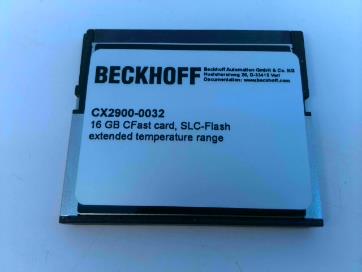 BECKHOFF
Beckhoff Automation GmbH & Co. KG
Huelshorstweg 20, D-33415 Verl
Documentation: www.beckhoff.com
CX2900-0032
16 GB CFast card, SLC-Flash
extended temperature range